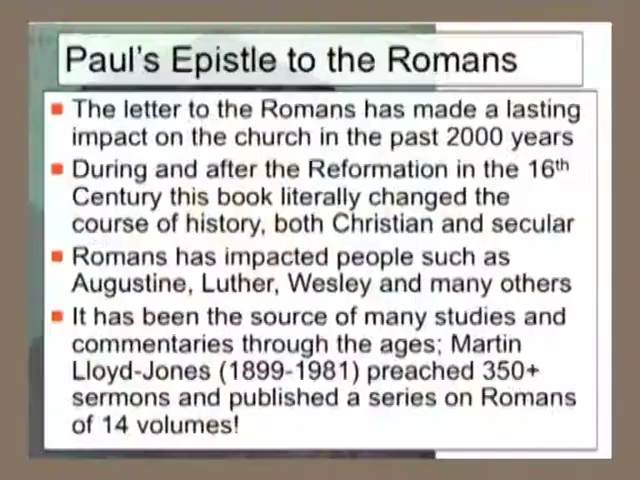 Paul's Epistle to the Romans
The letter to the Romans has made a lasting
impact on the church in the past 2000 years
During and after the Reformation in the 16th
Century this book literally changed the
course of history, both Christian and secular
Romans has impacted people such as
Augustine, Luther, Wesley and many others
It has been the source of many studies and
commentaries through the ages; Martin
Lloyd-Jones (1899-1981) preached 350+
sermons and published a series on Romans
of 14 volumes!